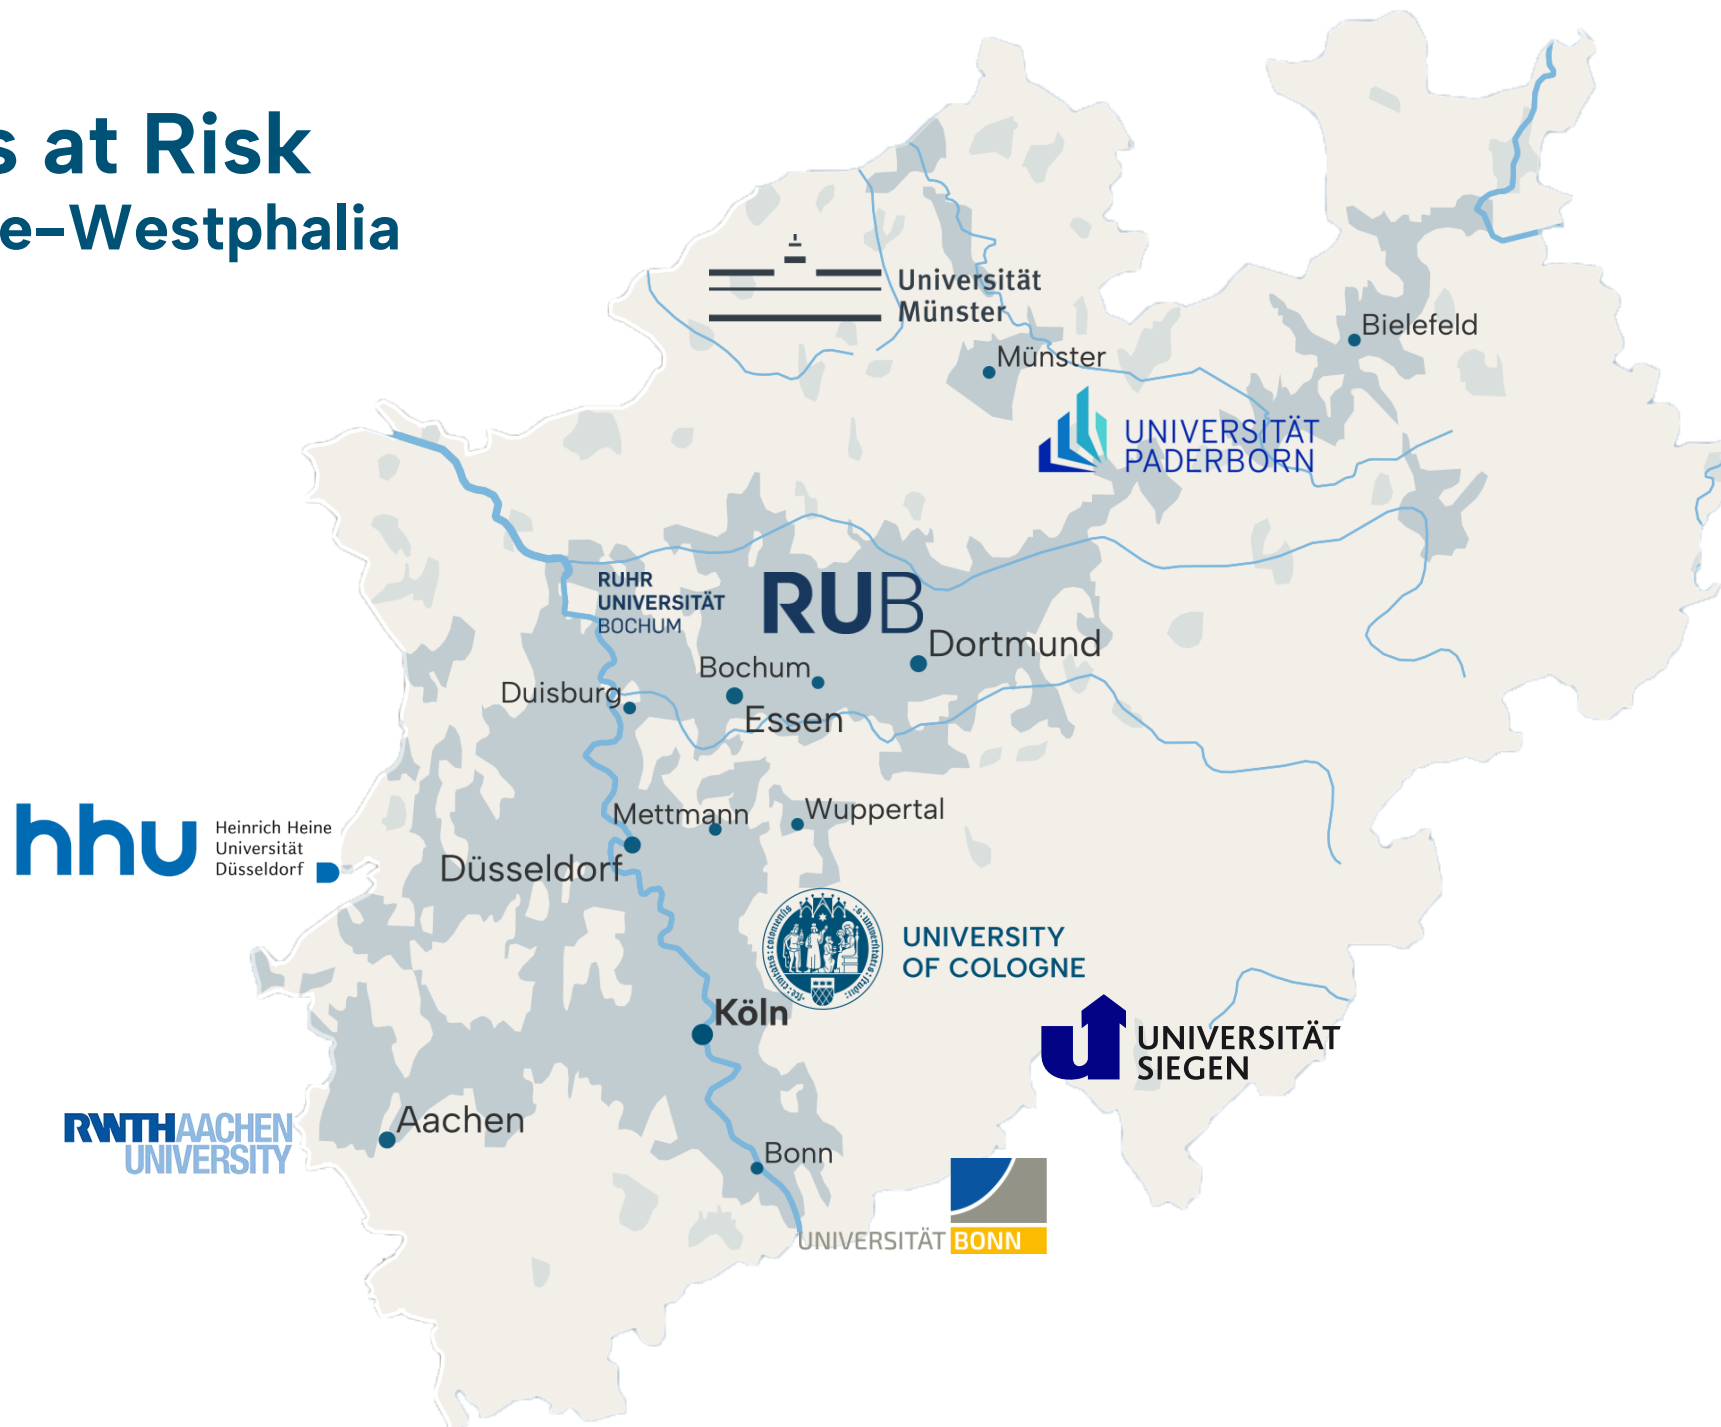 s at Risk
e–Westphalia
Universität
Münster
Bielefeld
Münster
UNIVERSITÄT
PADERBORN
RUHR
UNIVERSITÄT
BOCHUM
RUB
Dortmund
Bochum
Duisburg
Essen
hhu
Heinrich Heine
Universität
Düsseldorf
Mettmann
Wuppertal
Düsseldorf
UNIVERSITY
OF COLOGNE
Köln
UNIVERSITÄT
SIEGEN
RWTHAACHEN
UNIVERSITY
Aachen
Bonn
UNIVERSITÄT BONN